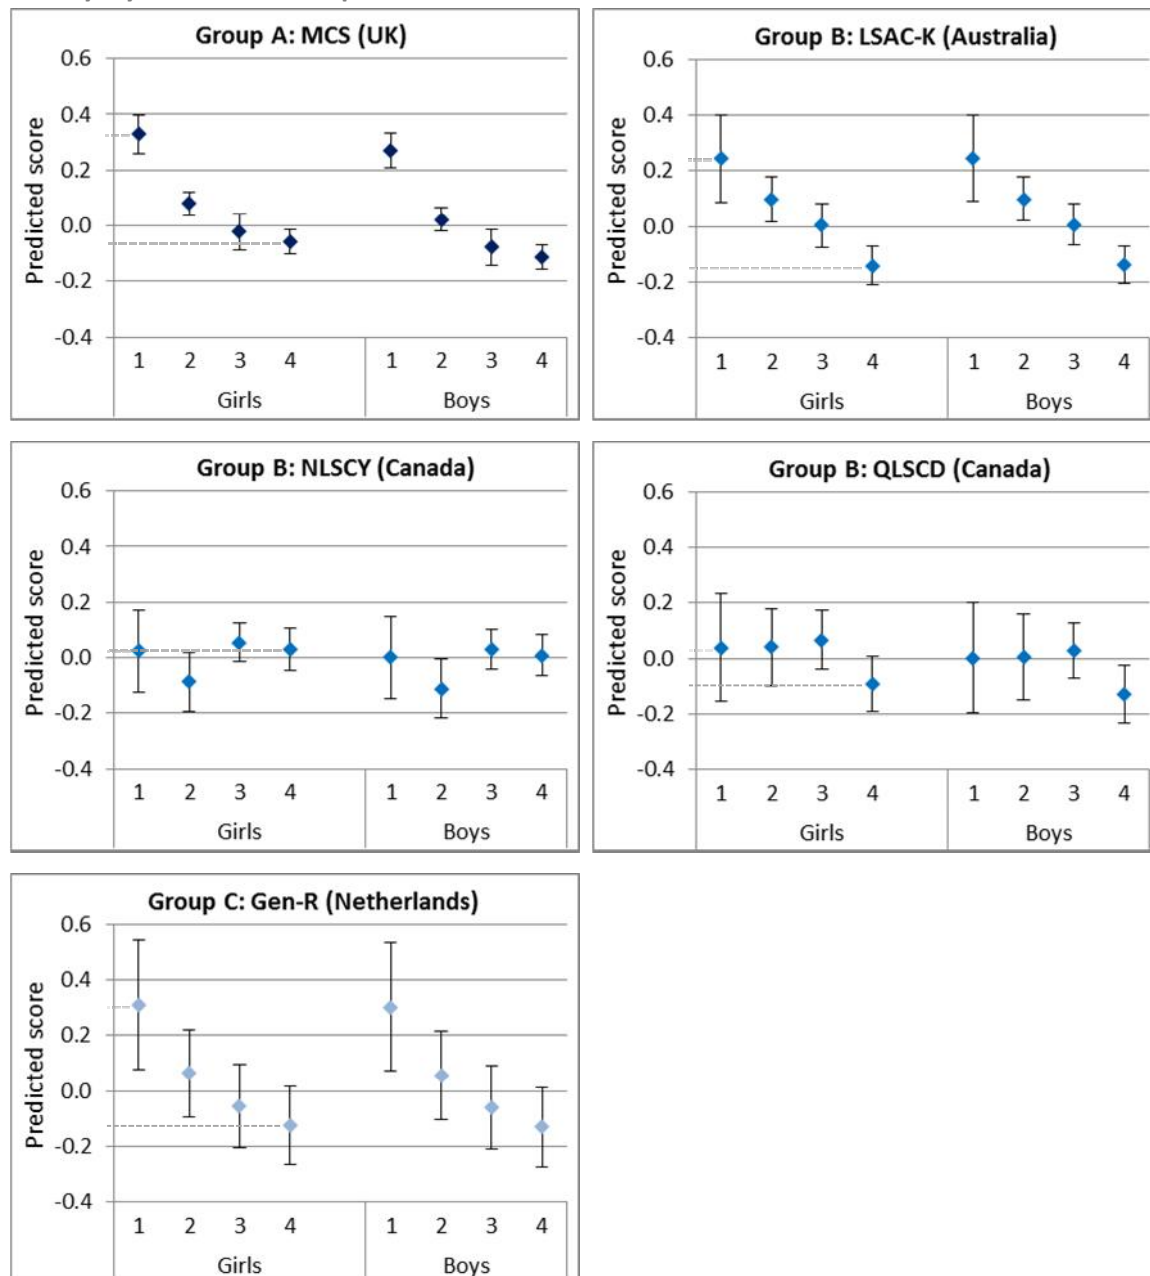 Group A: MCS (UK)
Predicted score
0.6
0.4
0.2
0.0
-0.2
-0.4
1 2 3 4 1 2 3 4
Girls Boys
Group B: LSAC-K (Australia)
Predicted score
0.6
0.4
0.2
0.0
-0.2
-0.4
1 2 3 4 1 2 3 4
Girls Boys
Group B: NLSCY (Canada)
Predicted score
0.6
0.4
0.2
0.0
-0.2
-0.4
1 2 3 4 1 2 3 4
Girls Boys
Group B: QLSCD (Canada)
Predicted score
0.6
0.4
0.2
0.0
-0.2
-0.4
1 2 3 4 1 2 3 4
Girls Boys
Group C: Gen-R (Netherlands)
Predicted score
0.6
0.4
0.2
0.0
-0.2
-0.4
1 2 3 4 1 2 3 4
Girls Boys